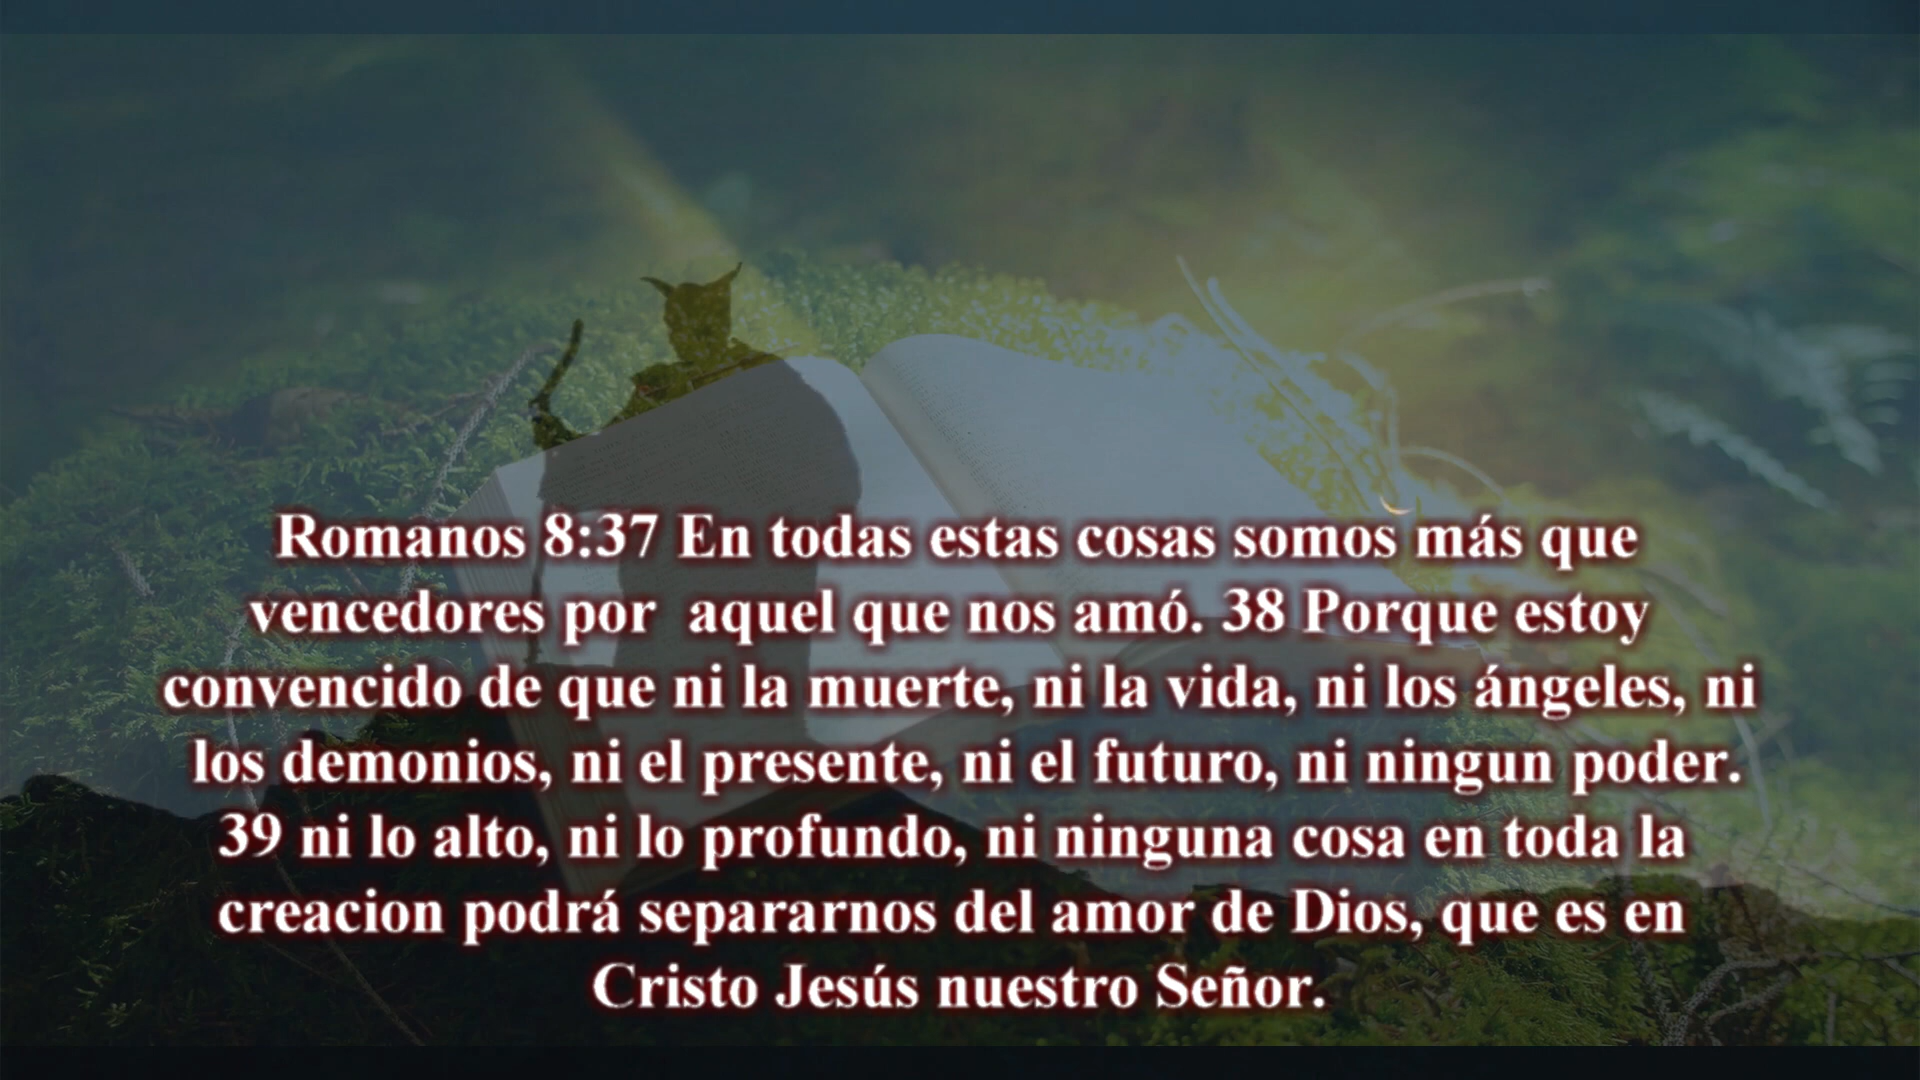 Romanos 8:37 En todas estas cosas somos más que
vencedores por  aquel que nos amó. 38 Porque estoy
convencido de que ni la muerte, ni la vida, ni los ángeles, ni
los demonios, ni el presente, ni el futuro, ni ningun poder.
39 ni lo alto, ni lo profundo, ni ninguna cosa en toda la
creacion podrá separarnos del amor de Dios, que es en
Cristo Jesús nuestro Señor.